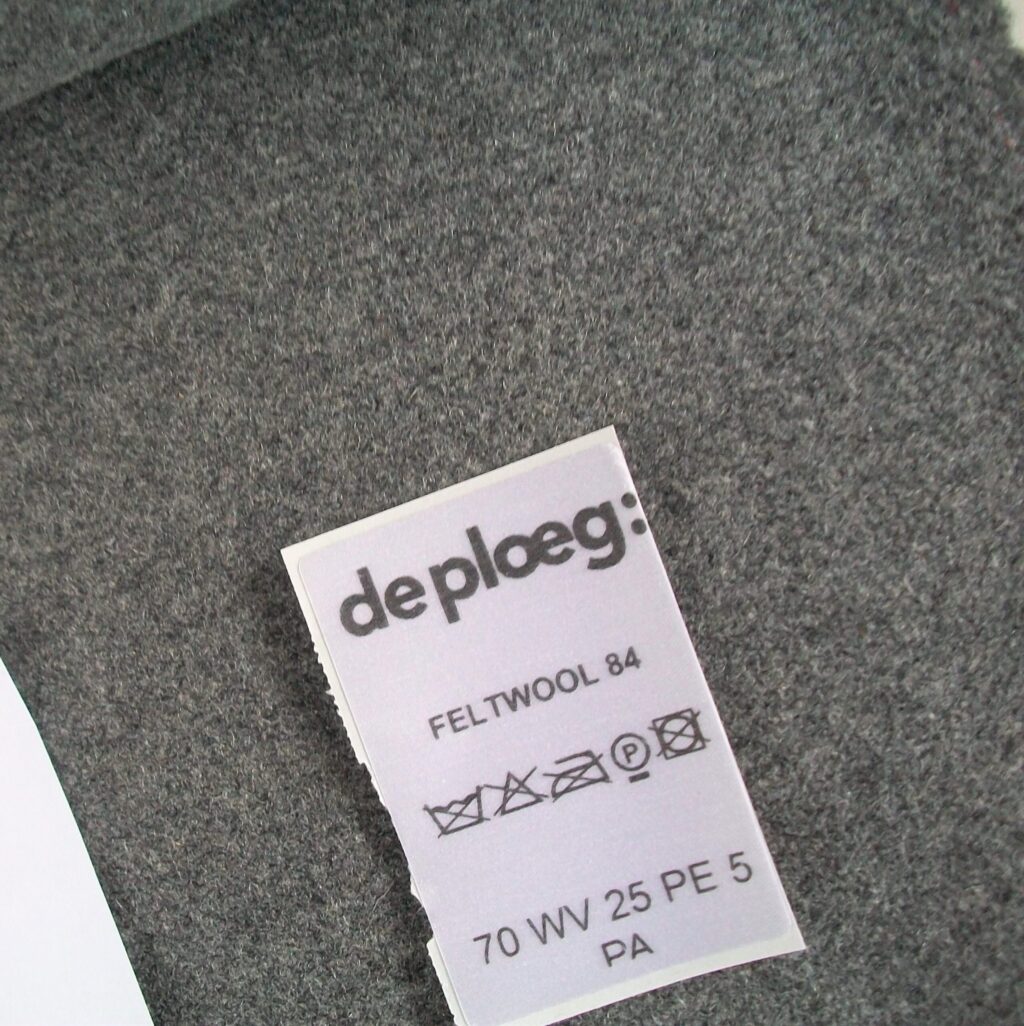 de ploeg:
FELTWOOL 84
P
70 WV 25 PE 5
PA